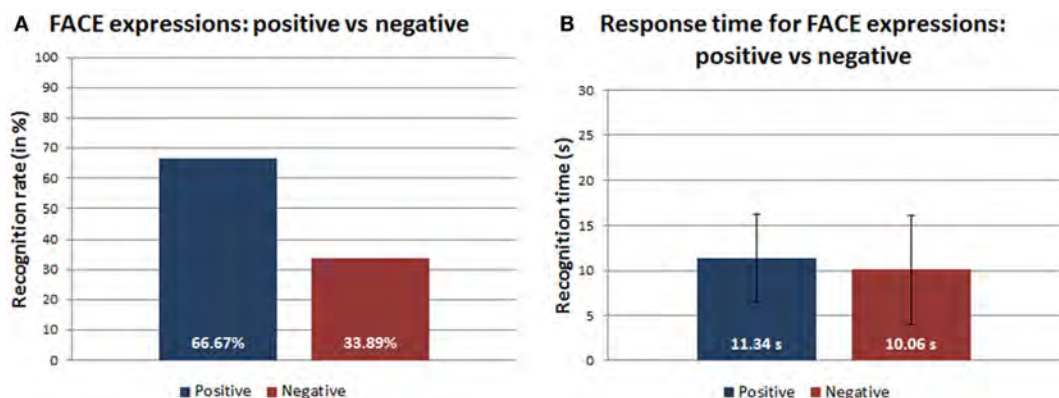 A FACE expressions: positive vs negative
Recognition rate (in %)
100
90
80
70
60
50
40
30
20
10
0
66.67%
33.89%
Positive Negative
B Response time for FACE expressions:
positive vs negative
Recognition time (s)
30
25
20
15
10
5
0
11.34 s
10.06 s
Positive Negative